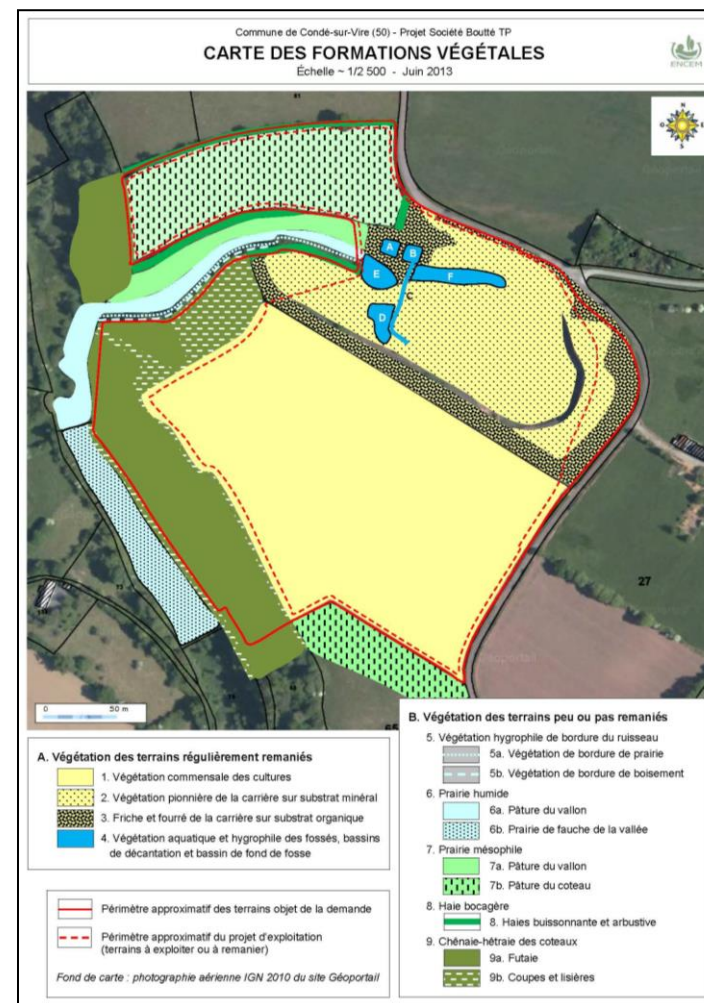 Commune de Condé-sur-Vire (50) - Projet Société Boutté TP
CARTE DES FORMATIONS VÉGÉTALES
Échelle ~ 1/2 500 - Juin 2013
ENCEM
N
O
E
S
61
Géoportail
A
B
E
F
C
D
27
Géoportail
0 50 m
A. Végétation des terrains régulièrement remaniés
1. Végétation commensale des cultures
2. Végétation pionnière de la carrière sur substrat minéral
3. Friche et fourré de la carrière sur substrat organique
4. Végétation aquatique et hygrophile des fossés, bassins
de décantation et bassin de fond de fosse
Périmètre approximatif des terrains objet de la demande
Périmètre approximatif du projet d'exploitation
(terrains à exploiter ou à remanier)
Fond de carte : photographie aérienne IGN 2010 du site Géoportail
B. Végétation des terrains peu ou pas remaniés
5. Végétation hygrophile de bordure du ruisseau
5a. Végétation de bordure de prairie
5b. Végétation de bordure de boisement
6. Prairie humide
6a. Pâture du vallon
6b. Prairie de fauche de la vallée
7. Prairie mésophile
7a. Pâture du vallon
7b. Pâture du coteau
8. Haie bocagère
8. Haies buissonnante et arbustive
9. Chênaie-hêtraie des coteaux
9a. Futaie
9b. Coupes et lisières